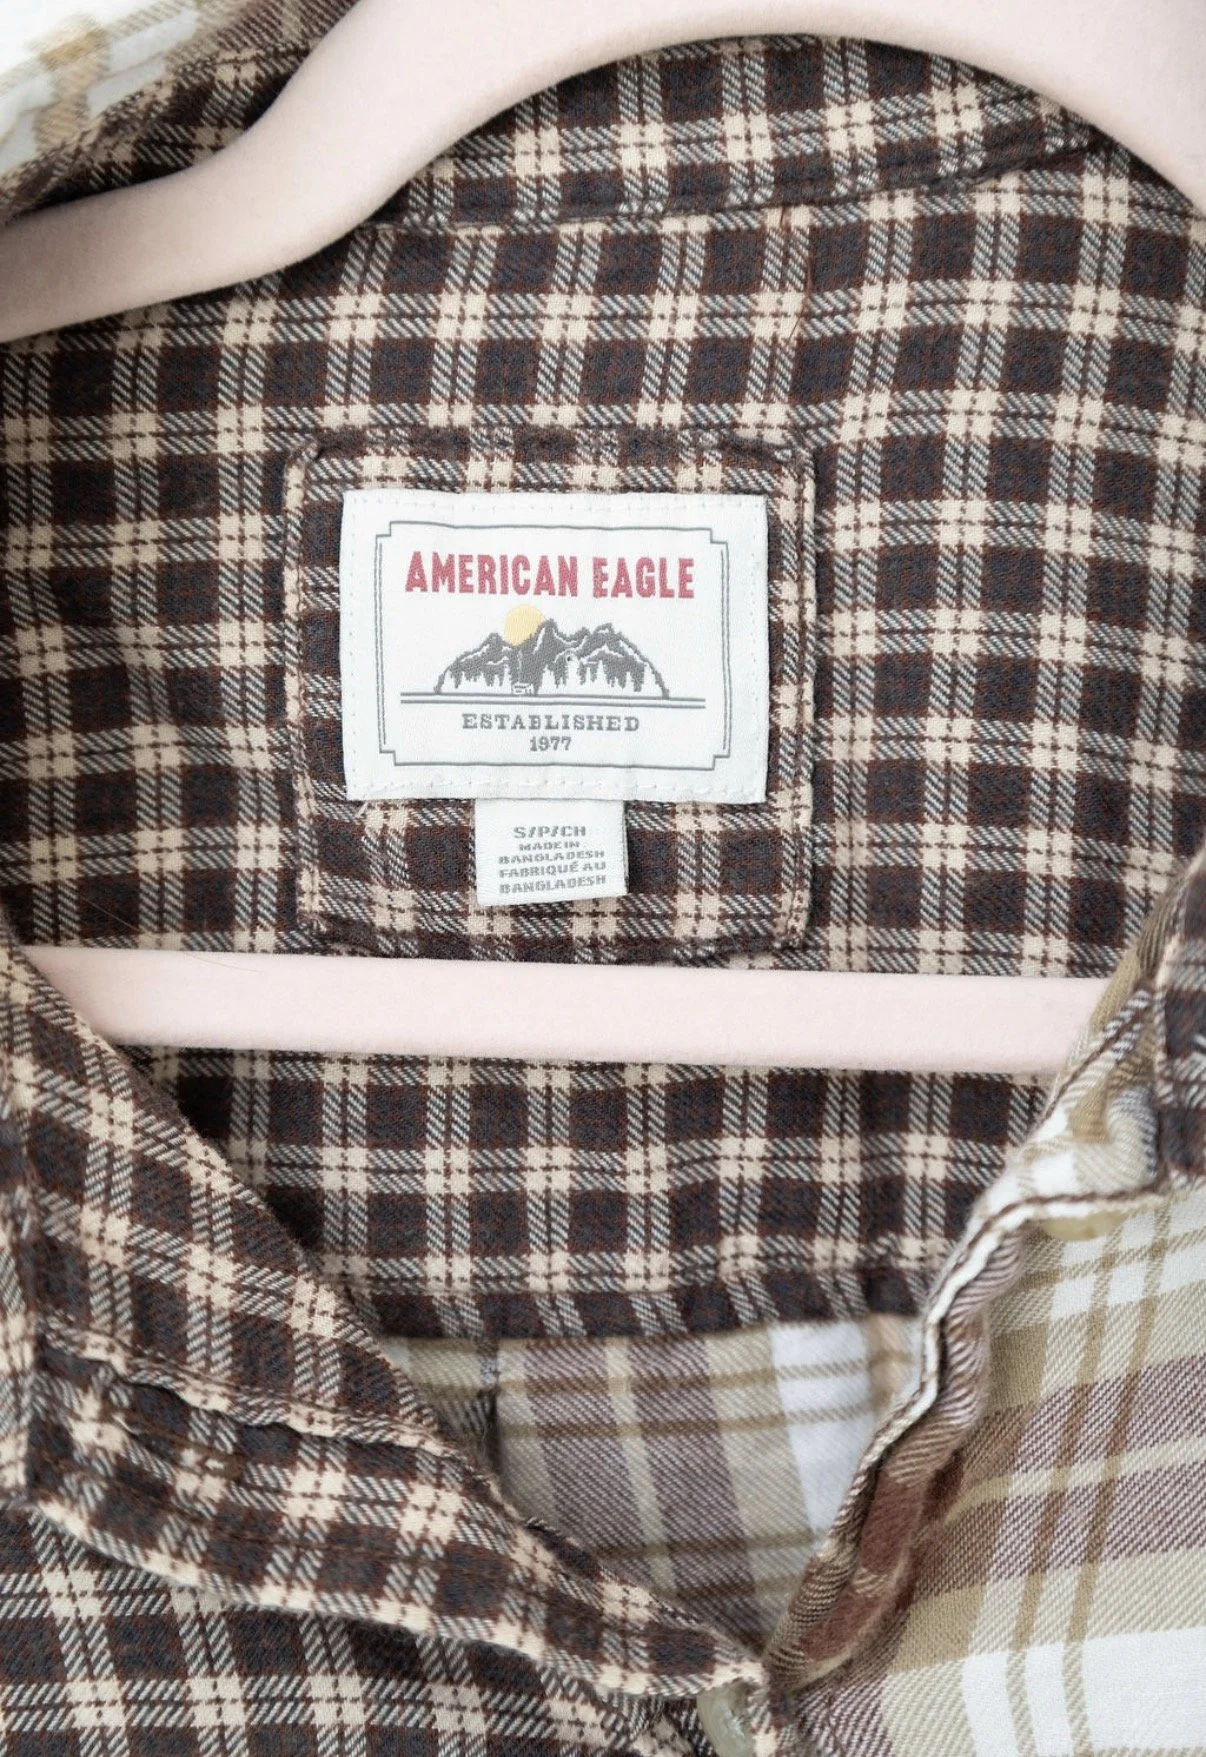 AMERICAN EAGLE
ESTABLISHED
1977
S/P/CH
MADE IN
BANGLADESH
FABRIQUÉ AU
BANGLADESH